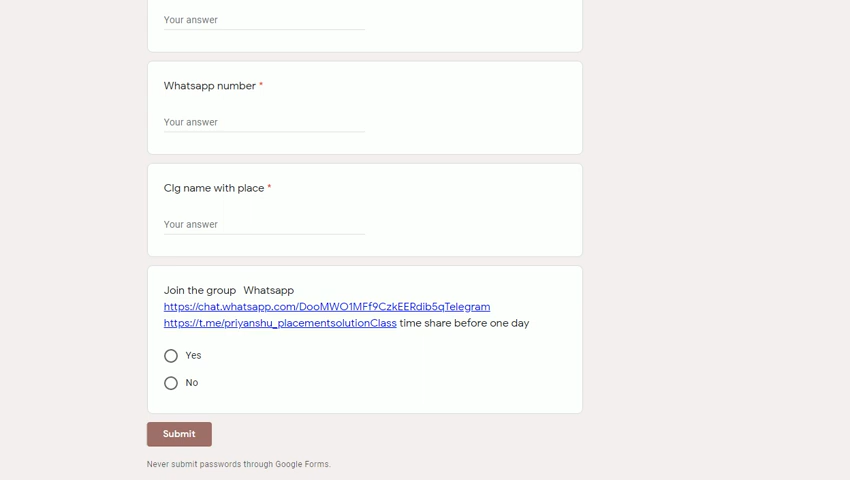 Your answer
Whatsapp number *
Your answer
Clg name with place *
Your answer
Join the group Whatsapp
https://chat.whatsapp.com/DooMWO1MFf9CzkEERdib5qTelegram
https://t.me/priyanshu_placementsolutionClass time share before one day
Yes
No
Submit
Never submit passwords through Google Forms.